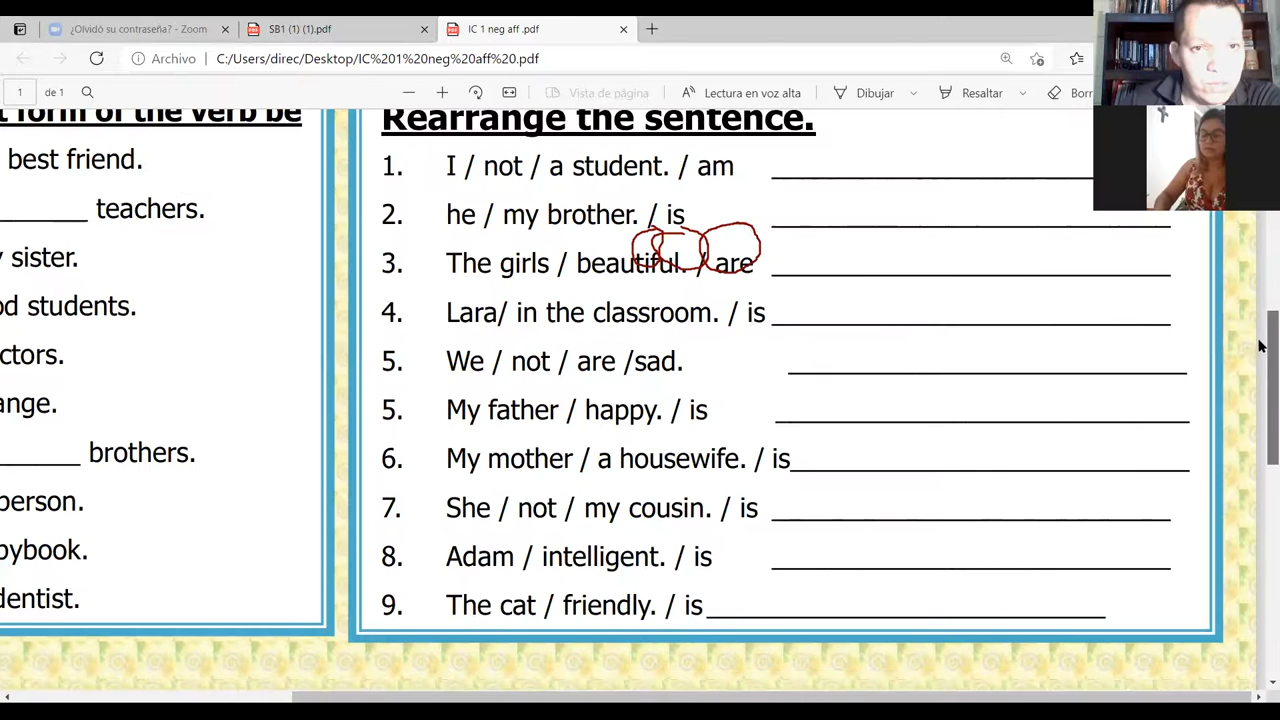 ¿Olvidó su contraseña? - Zoom
SB1 (1) (1).pdf
IC 1 neg aff .pdf
Archivo
C:/Users/direc/Desktop/IC%201%20neg%20aff%20.pdf
1
de 1
Vista de página
Lectura en voz alta
Dibujar
Resaltar
Borr
t form of the verb be
best friend.
________ teachers.
y sister.
od students.
ctors.
ange.
________ brothers.
person.
pybook.
dentist.
Rearrange the sentence.
1. I / not / a student. / am
2. he / my brother. / is
3. The girls / beautiful. / are
4. Lara/ in the classroom. / is
5. We / not / are /sad.
5. My father / happy. / is
6. My mother / a housewife. / is
7. She / not / my cousin. / is
8. Adam / intelligent. / is
9. The cat / friendly. / is